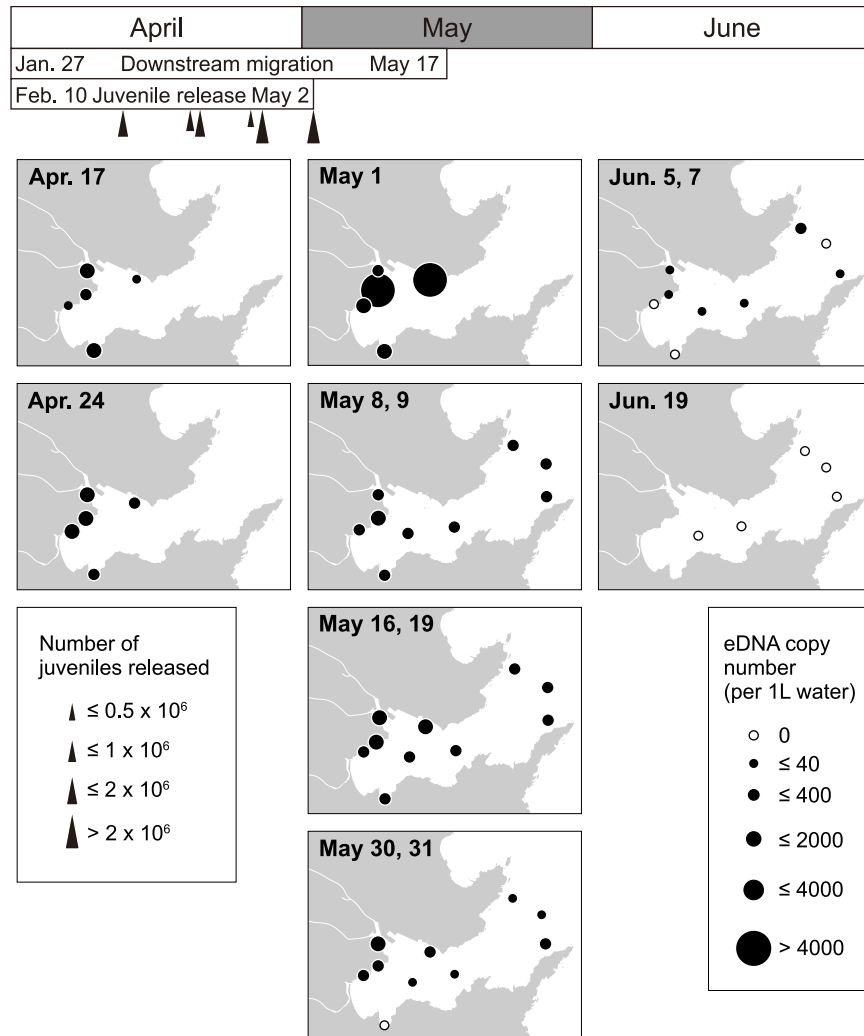 April May June
Jan. 27 Downstream migration May 17
Feb. 10 Juvenile release May 2
Apr. 17
May 1
Jun. 5, 7
Apr. 24
May 8, 9
Jun. 19
May 16, 19
May 30, 31
Number of
juveniles released
≤ 0.5 x 10⁶
≤ 1 x 10⁶
≤ 2 x 10⁶
> 2 x 10⁶
eDNA copy
number
(per 1L water)
0
≤ 40
≤ 400
≤ 2000
≤ 4000
> 4000